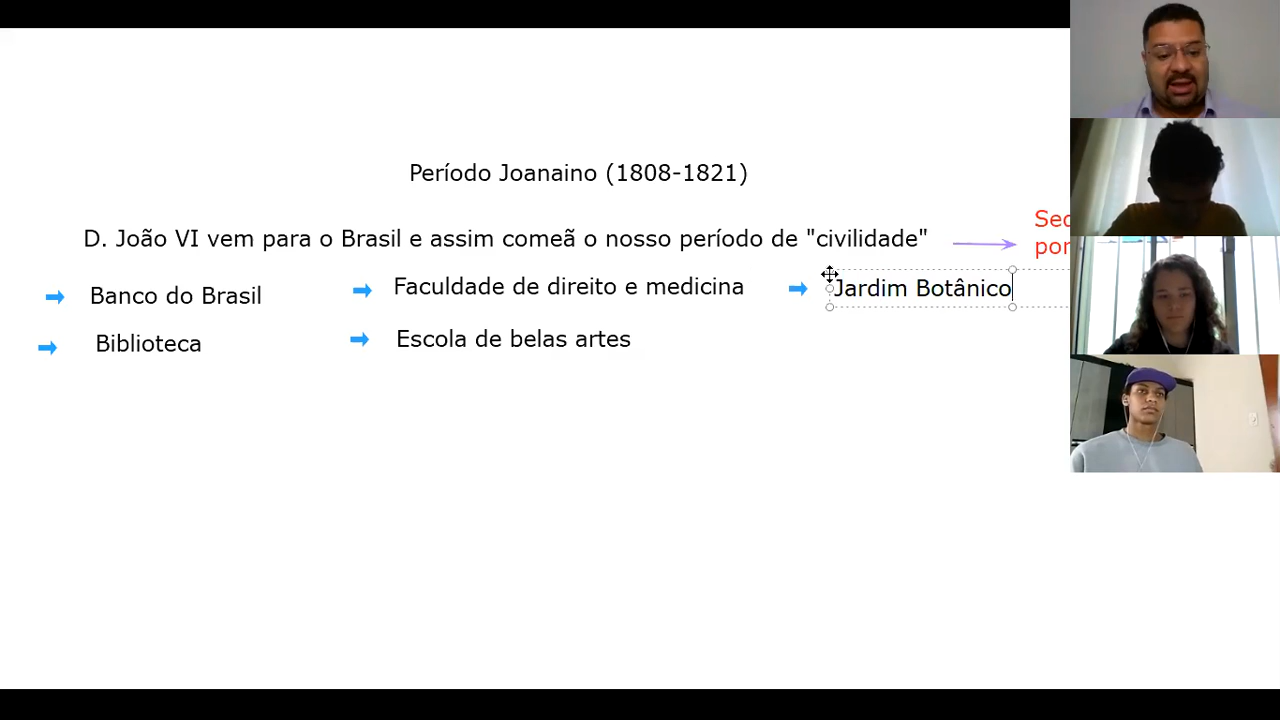 Período Joanaino (1808-1821)
D. João VI vem para o Brasil e assim comeã o nosso período de "civilidade"
Banco do Brasil
Faculdade de direito e medicina
Jardim Botânico
Biblioteca
Escola de belas artes